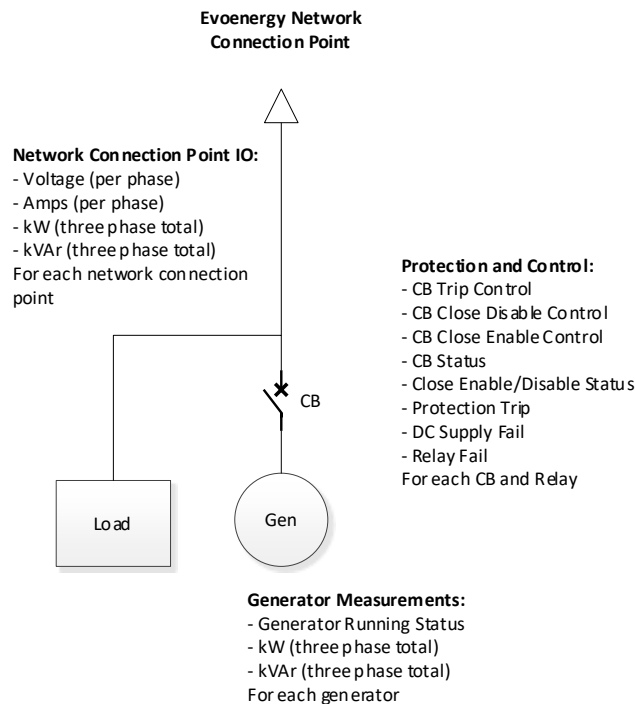 Evoenergy Network
Connection Point
Network Connection Point IO:
- Voltage (per phase)
- Amps (per phase)
- kW (three phase total)
- kVAr (three phase total)
For each network connection
point
Protection and Control:
- CB Trip Control
- CB Close Disable Control
- CB Close Enable Control
- CB Status
- Close Enable/Disable Status
- Protection Trip
- DC Supply Fail
- Relay Fail
For each CB and Relay
CB
Load
Gen
Generator Measurements:
- Generator Running Status
- kW (three phase total)
- kVAr (three phase total)
For each generator